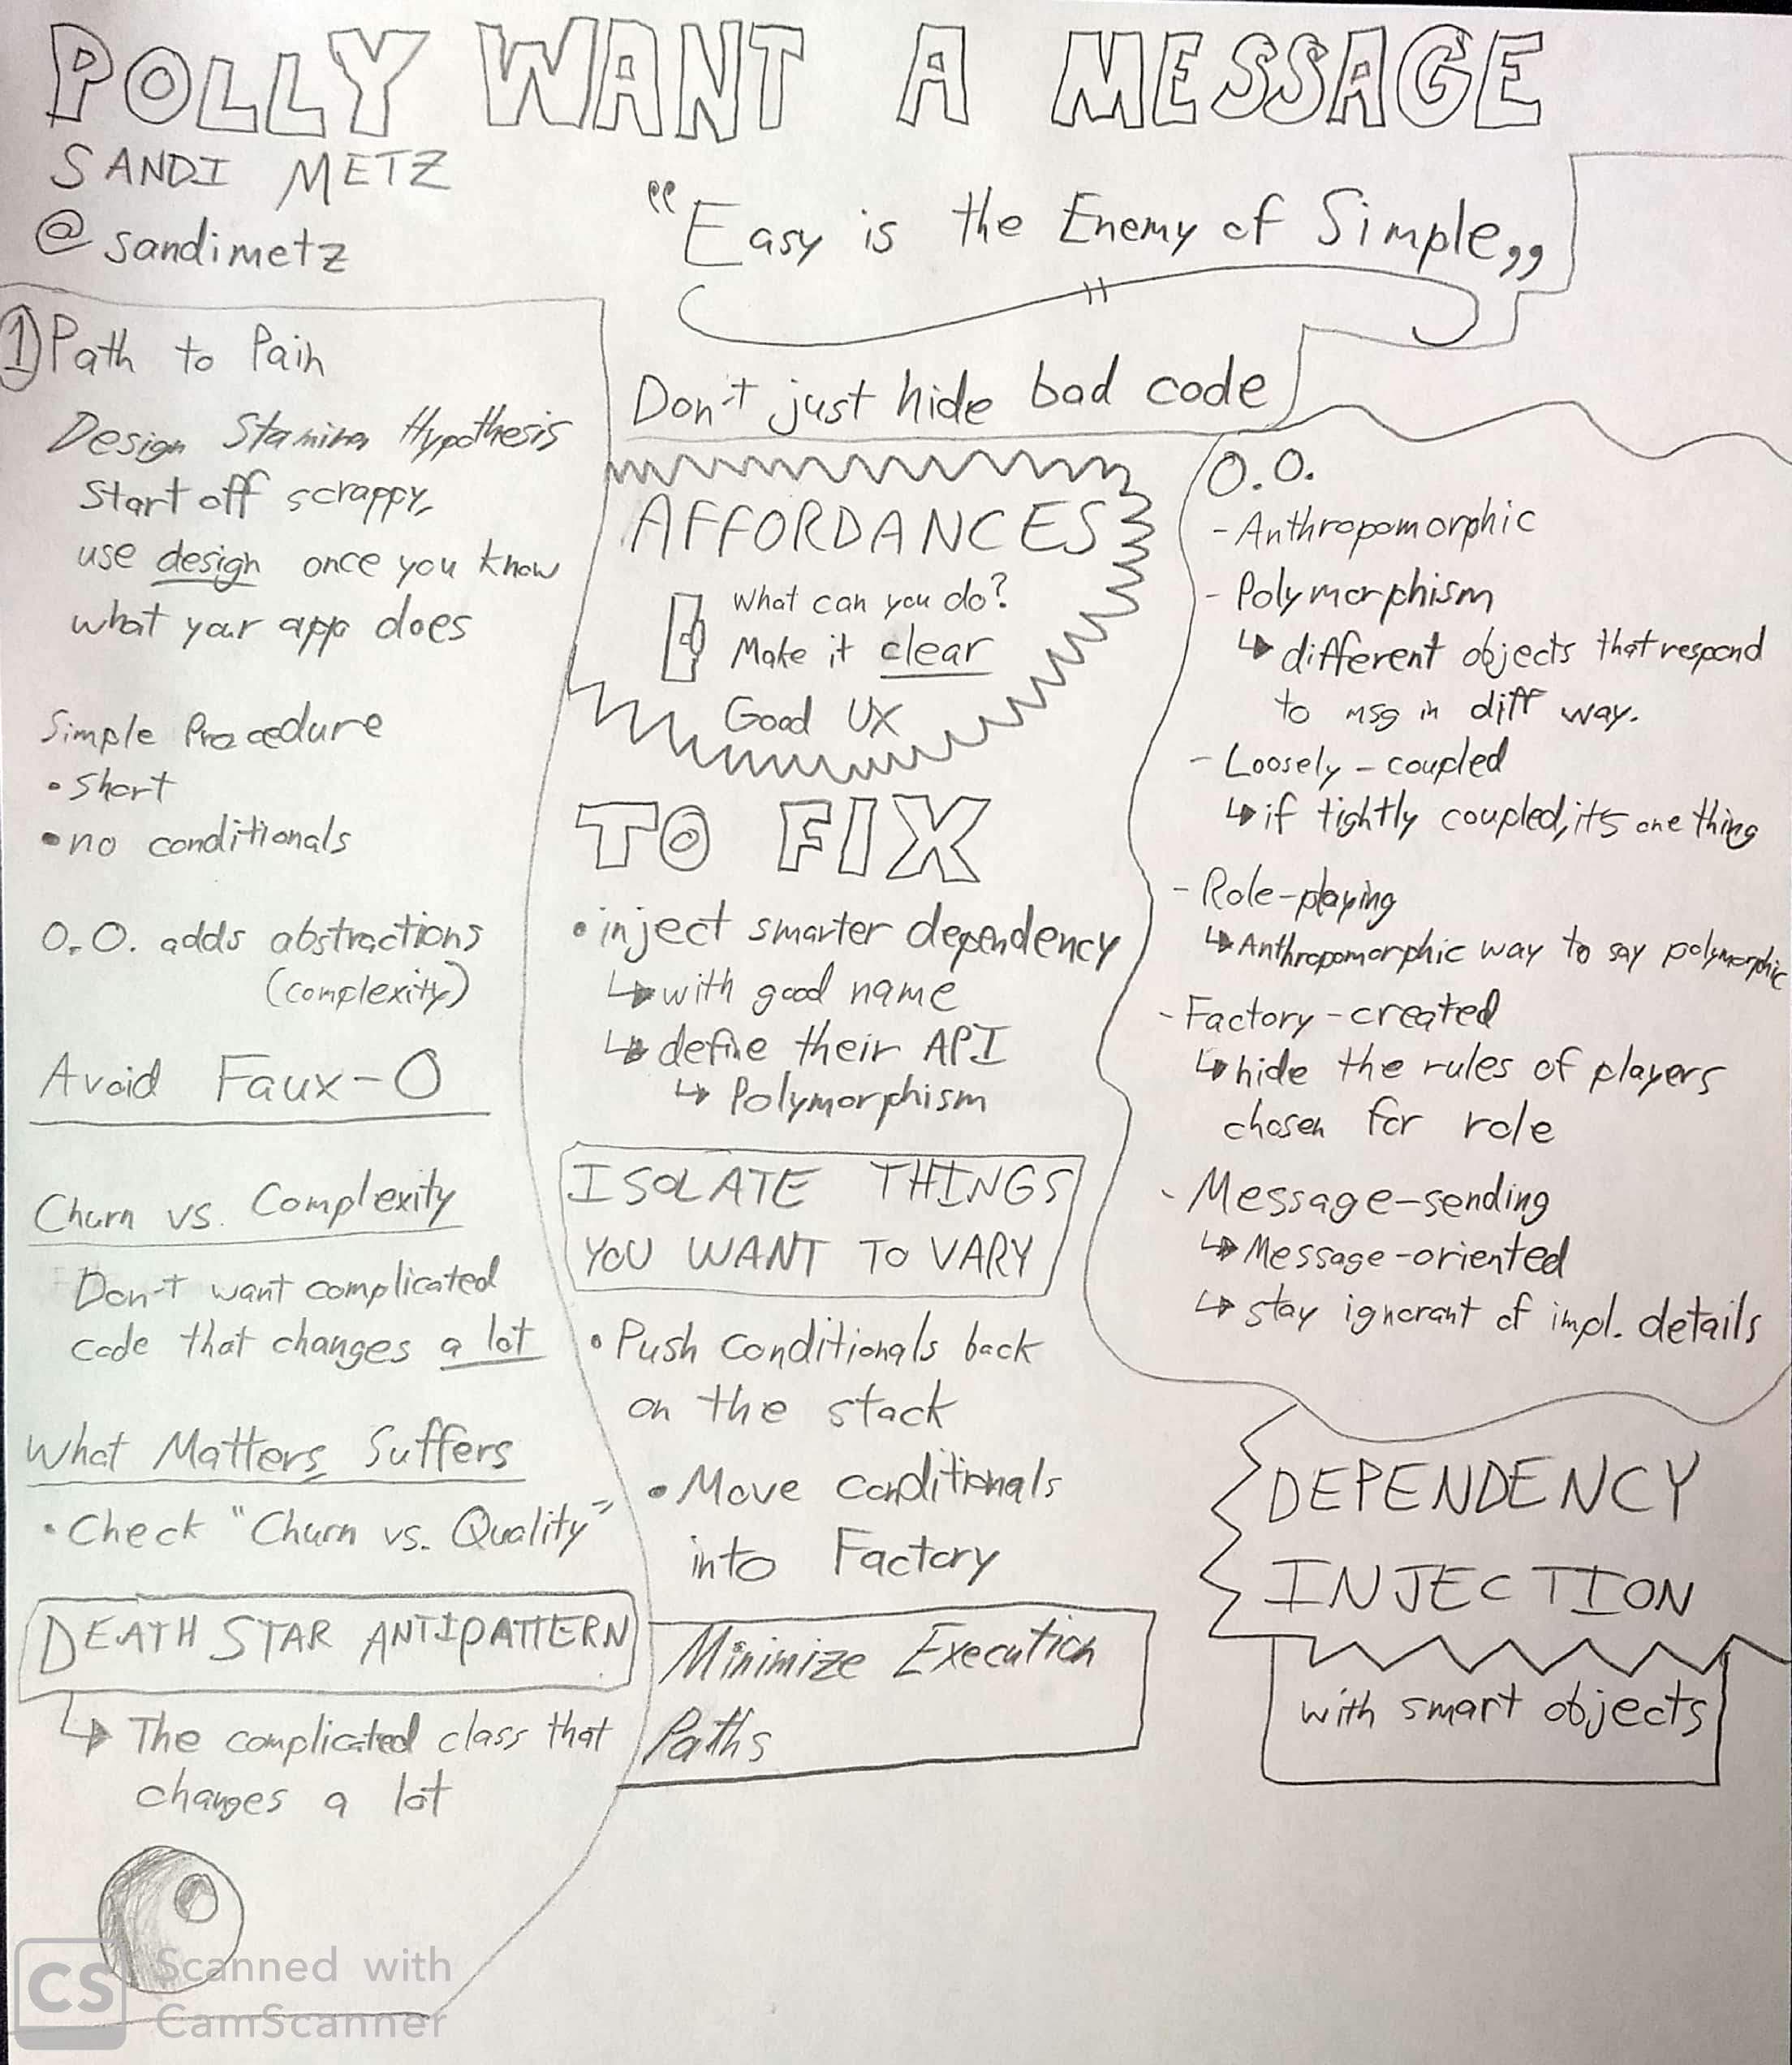 POLLY WANT A MESSAGE
SANDI METZ
@sandimetz
"Easy is the Enemy of Simple"
① Path to Pain
Design Stamina Hypothesis
Start off scrappy,
use design once you know
what your app does
Simple Procedure
• short
• no conditionals
O.O. adds abstractions
(complexity)
Avoid Faux-O
Churn vs. Complexity
Don't want complicated
code that changes a lot
What Matters Suffers
• Check "Churn vs. Quality"
DEATH STAR ANTIPATTERN
↳ The complicated class that
changes a lot
Don't just hide bad code
AFFORDANCES
What can you do?
Make it clear
Good UX
TO FIX
• inject smarter dependency
↳ with good name
↳ define their API
↳ Polymorphism
ISOLATE THINGS
YOU WANT TO VARY
• Push conditionals back
on the stack
• Move conditionals
into Factory
Minimize Execution
Paths
O.O.
- Anthropomorphic
- Polymorphism
↳ different objects that respond
to msg in diff way.
- Loosely-coupled
↳ if tightly coupled, it's one thing
- Role-playing
↳ Anthropomorphic way to say polymorphic
- Factory-created
↳ hide the rules of players
chosen for role
- Message-sending
↳ Message-oriented
↳ stay ignorant of impl. details
DEPENDENCY
INJECTION
with smart objects
CS
Scanned with
CamScanner